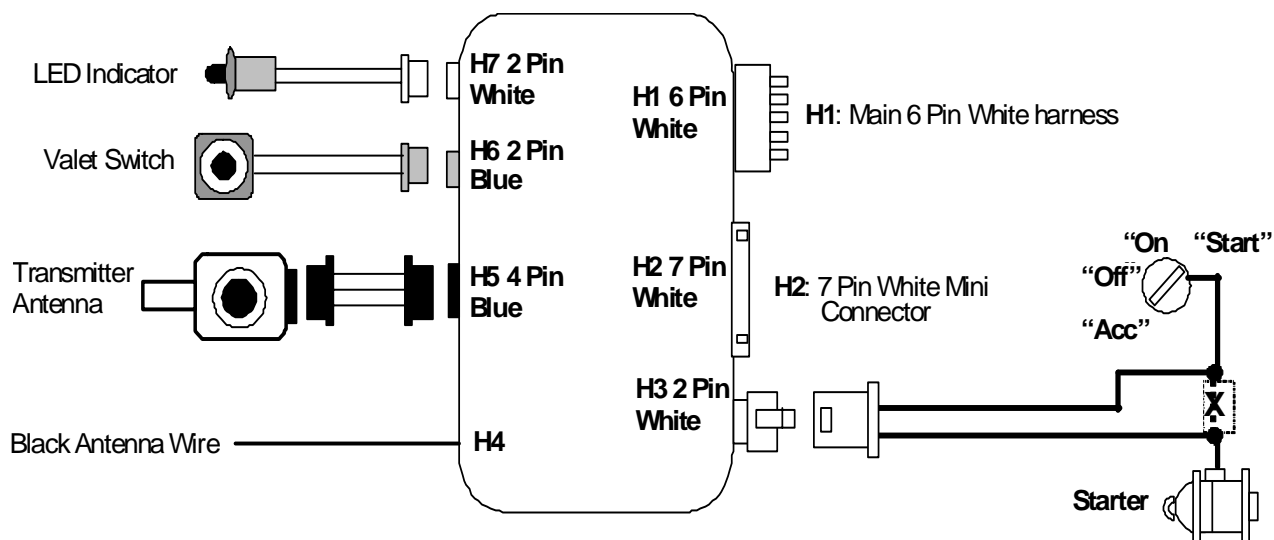 LED Indicator
Valet Switch
Transmitter
Antenna
Black Antenna Wire
H7 2 Pin
White
H6 2 Pin
Blue
H5 4 Pin
Blue
H4
H1 6 Pin
White
H2 7 Pin
White
H3 2 Pin
White
H1: Main 6 Pin White harness
H2: 7 Pin White Mini
Connector
“On “Start”
“Off”
“Acc”
X
Starter